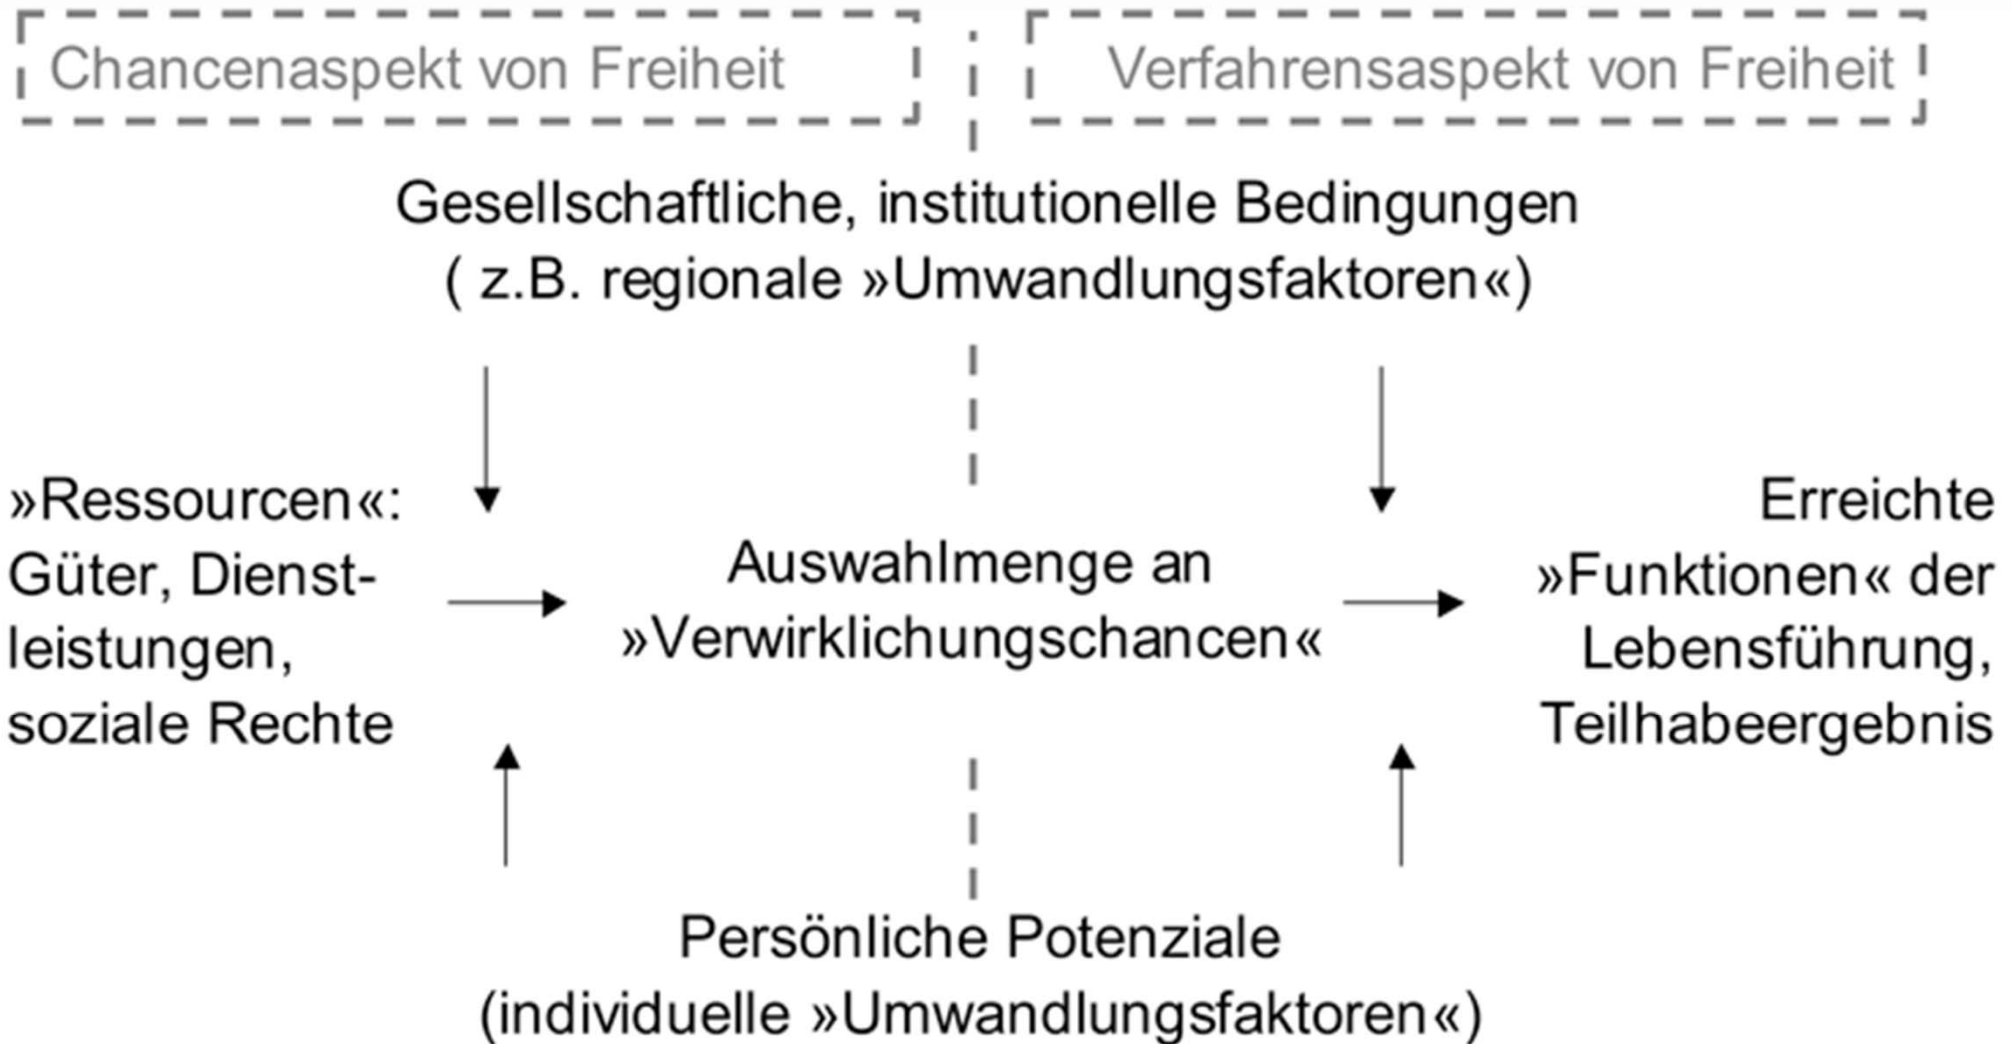 Chancenaspekt von Freiheit
Verfahrensaspekt von Freiheit
Gesellschaftliche, institutionelle Bedingungen
( z.B. regionale »Umwandlungsfaktoren«)
»Ressourcen«:
Güter, Dienst-
leistungen,
soziale Rechte
Auswahlmenge an
»Verwirklichungschancen«
Erreichte
»Funktionen« der
Lebensführung,
Teilhabeergebnis
Persönliche Potenziale
(individuelle »Umwandlungsfaktoren«)